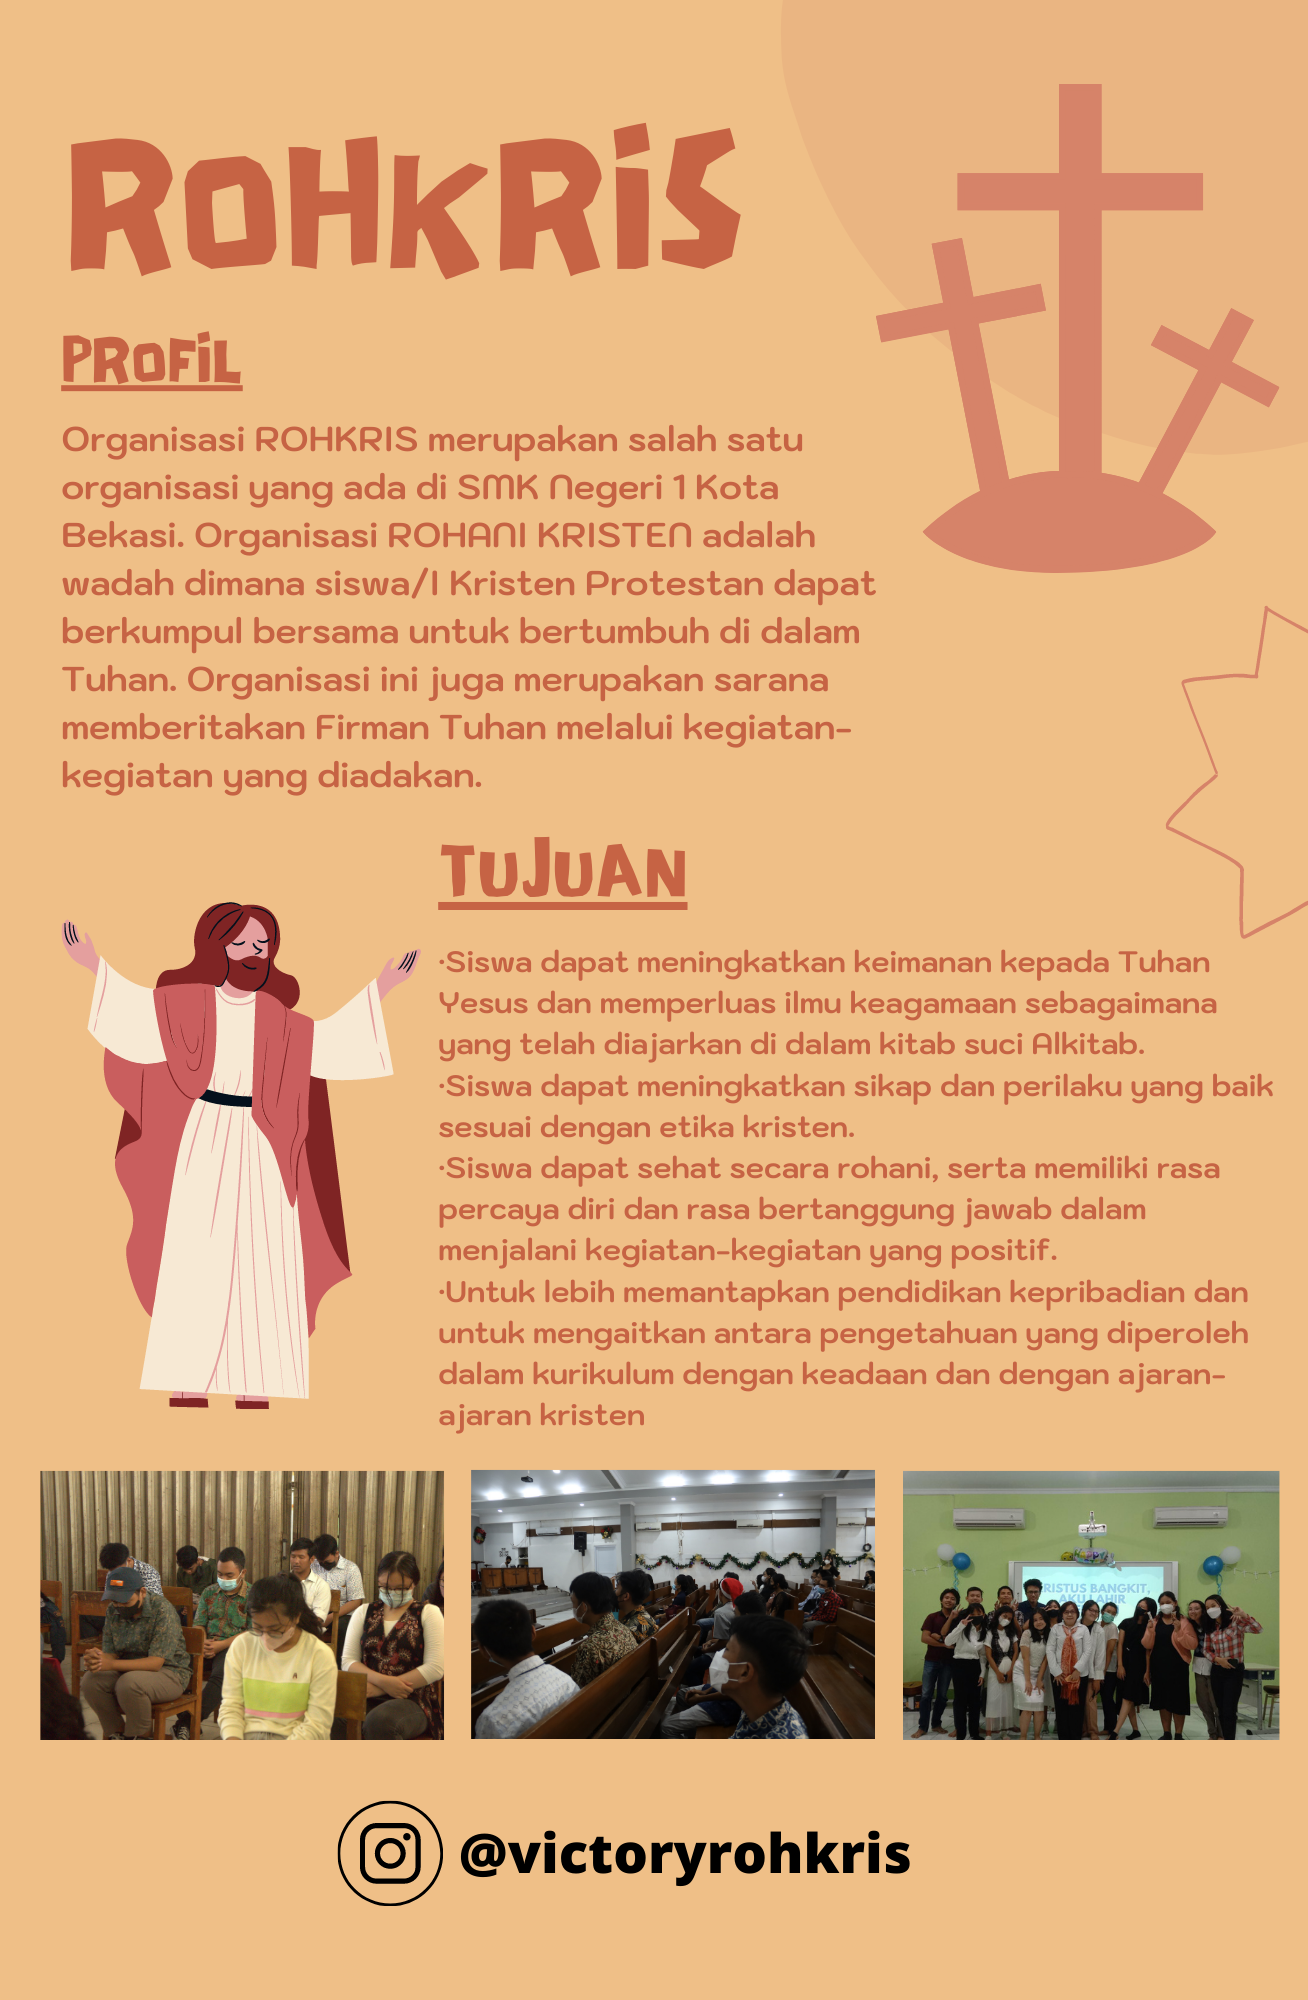 ROHKRiS
PROFiL
Organisasi ROHKRIS merupakan salah satu
organisasi yang ada di SMK Negeri 1 Kota
Bekasi. Organisasi ROHANI KRISTEN adalah
wadah dimana siswa/I Kristen Protestan dapat
berkumpul bersama untuk bertumbuh di dalam
Tuhan. Organisasi ini juga merupakan sarana
memberitakan Firman Tuhan melalui kegiatan-
kegiatan yang diadakan.
TUJUAN
·Siswa dapat meningkatkan keimanan kepada Tuhan
Yesus dan memperluas ilmu keagamaan sebagaimana
yang telah diajarkan di dalam kitab suci Alkitab.
·Siswa dapat meningkatkan sikap dan perilaku yang baik
sesuai dengan etika kristen.
·Siswa dapat sehat secara rohani, serta memiliki rasa
percaya diri dan rasa bertanggung jawab dalam
menjalani kegiatan-kegiatan yang positif.
·Untuk lebih memantapkan pendidikan kepribadian dan
untuk mengaitkan antara pengetahuan yang diperoleh
dalam kurikulum dengan keadaan dan dengan ajaran-
ajaran kristen
RISTUS BANGKIT,
AKU LAHIR
@victoryrohkris